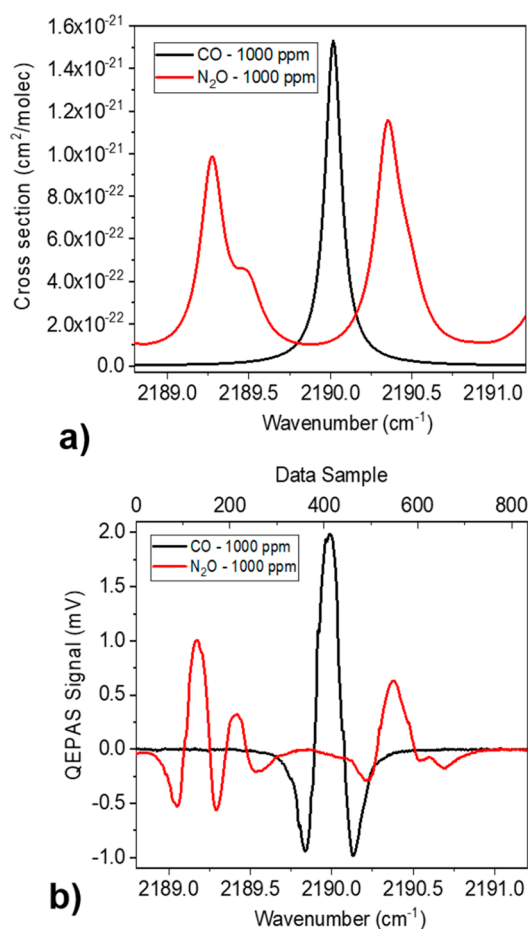 1.6x10⁻²¹
1.4x10⁻²¹
1.2x10⁻²¹
1.0x10⁻²¹
8.0x10⁻²²
6.0x10⁻²²
4.0x10⁻²²
2.0x10⁻²²
0.0
Cross section (cm²/molec)
CO - 1000 ppm
N₂O - 1000 ppm
2189.0 2189.5 2190.0 2190.5 2191.0
Wavenumber (cm⁻¹)
a)
Data Sample
0 200 400 600 800
2.0
1.5
1.0
0.5
0.0
-0.5
-1.0
QEPAS Signal (mV)
CO - 1000 ppm
N₂O - 1000 ppm
2189.0 2189.5 2190.0 2190.5 2191.0
Wavenumber (cm⁻¹)
b)